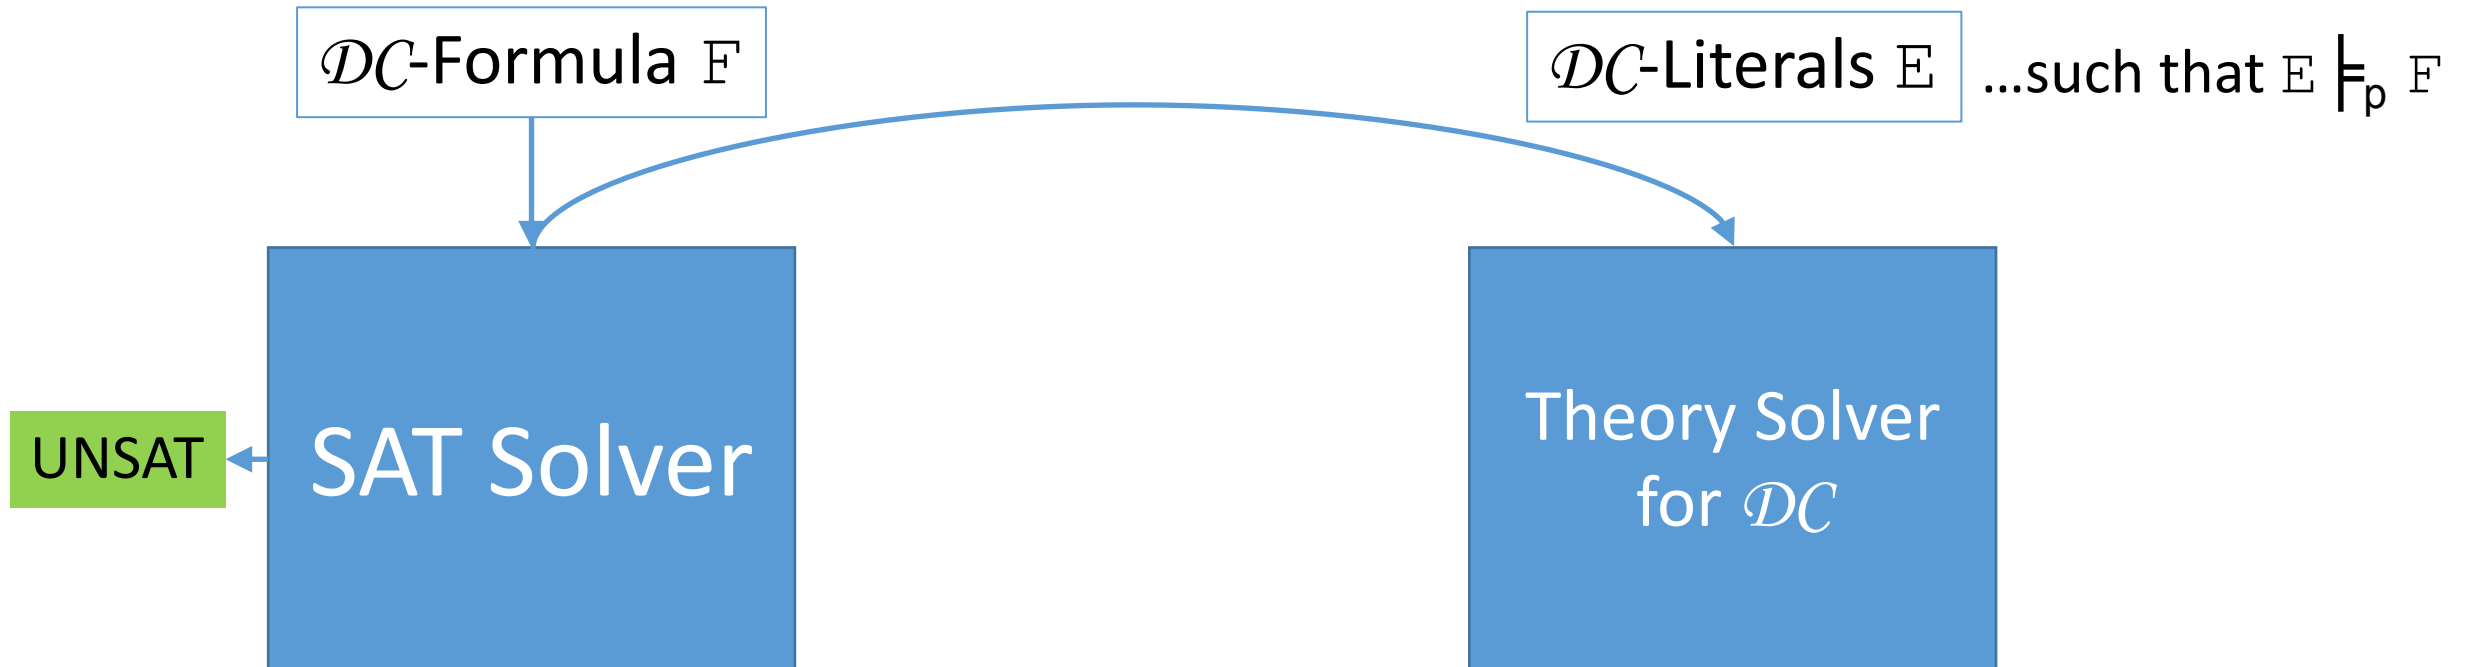 𝒟𝒞-Formula F
𝒟𝒞-Literals E
...such that E ⊨p F
UNSAT
SAT Solver
Theory Solver
for 𝒟𝒞